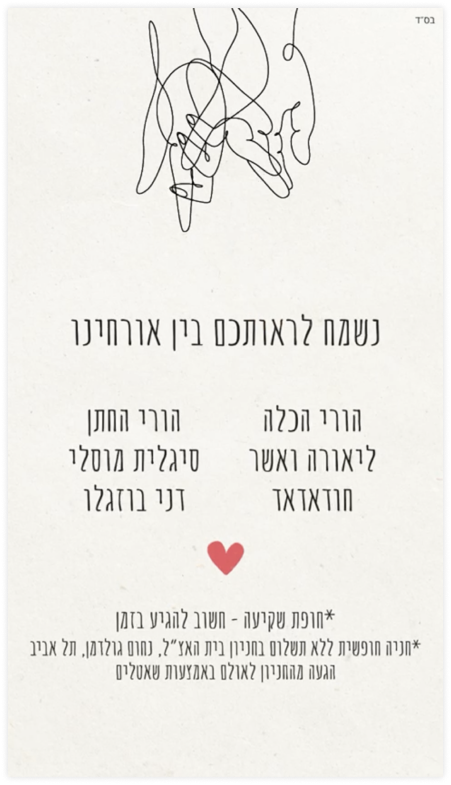 בס״ד
נשמח לראותכם בין אורחינו
הורי הכלה
ליאורה ואשר
חודאדאד
הורי החתן
סיגלית מוסלי
דני בוזגלו
*חופת שקיעה - חשוב להגיע בזמן
*חניה חופשית ללא תשלום בחניון בית האצ״ל, נחום גולדמן, תל אביב
הגעה מהחניון לאולם באמצעות שאטלים